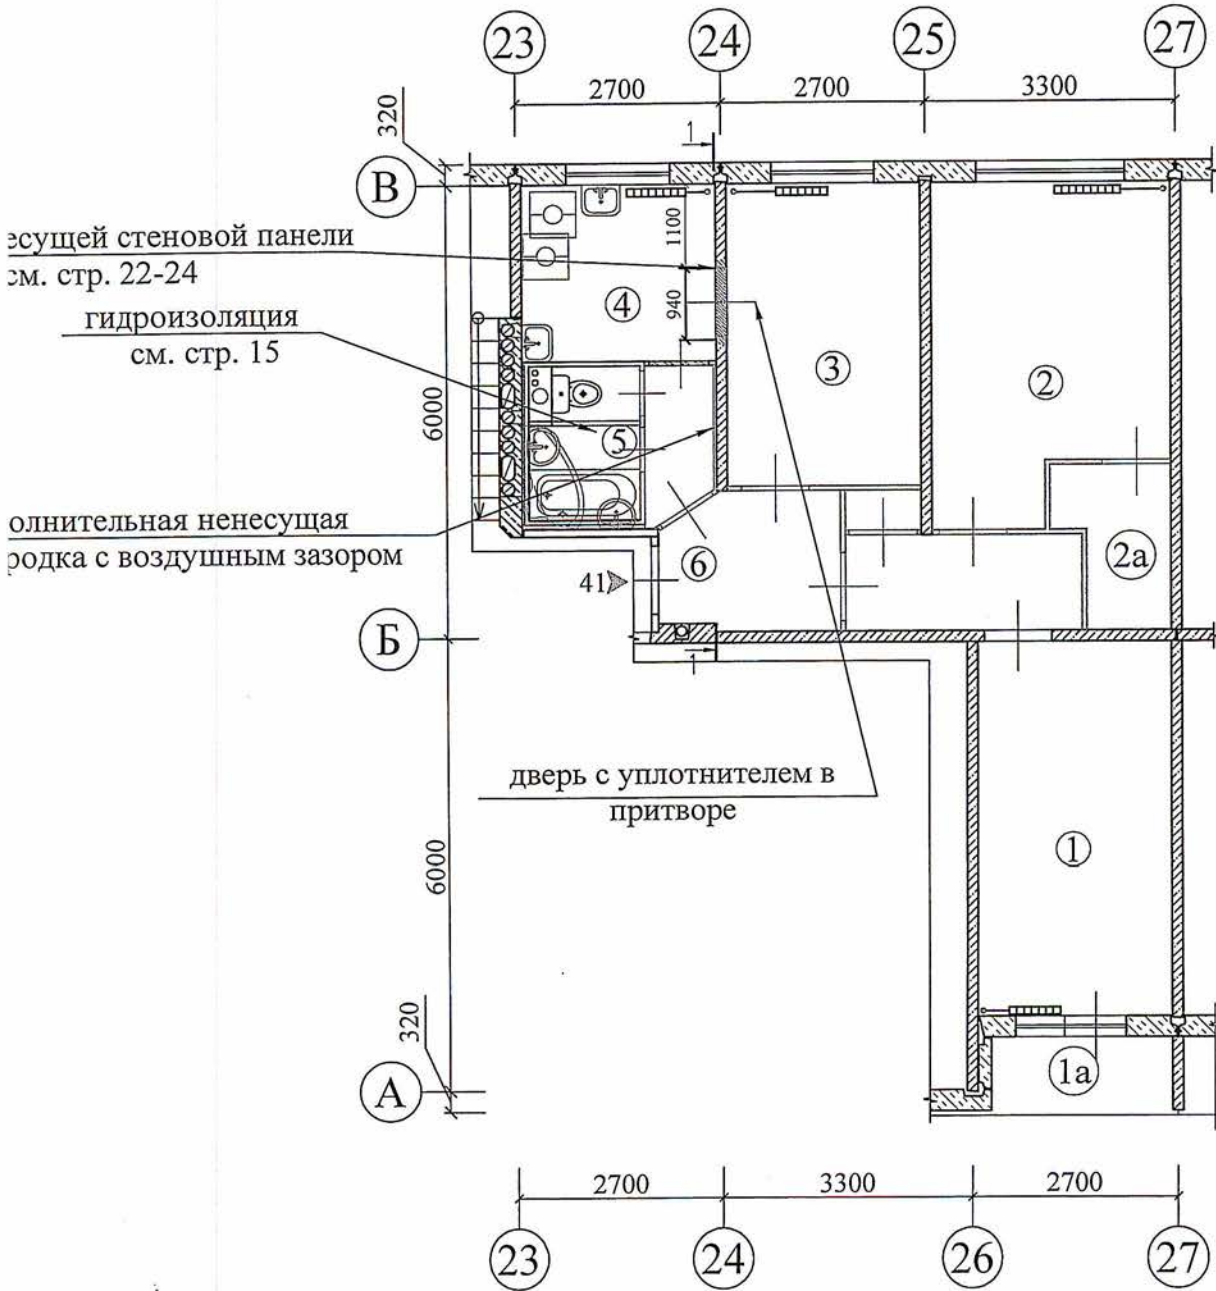 23
24
25
27
2700
2700
3300
320
1
В
есущей стеновой панели
см. стр. 22-24
1100
940
4
гидроизоляция
см. стр. 15
3
2
6000
5
олнительная ненесущая
родка с воздушным зазором
41
6
2а
Б
1
дверь с уплотнителем в
притворе
6000
1
320
1а
А
2700
3300
2700
23
24
26
27